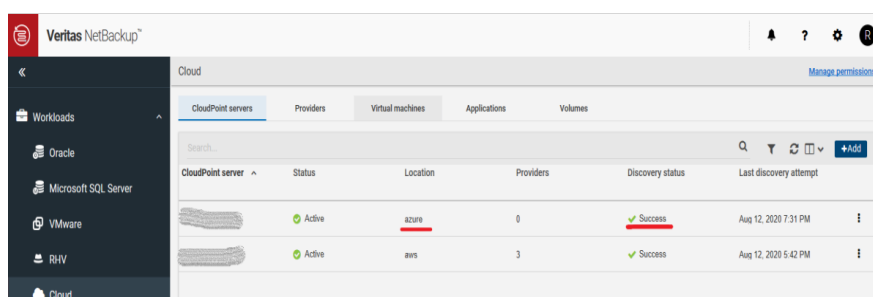 Veritas NetBackup™
?
R
«
Cloud
Manage permissions
Workloads
CloudPoint servers
Providers
Virtual machines
Applications
Volumes
Oracle
Search...
+Add
CloudPoint server
Status
Location
Providers
Discovery status
Last discovery attempt
Microsoft SQL Server
VMware
Active
azure
0
Success
Aug 12, 2020 7:31 PM
RHV
Active
aws
3
Success
Aug 12, 2020 5:42 PM
Cloud